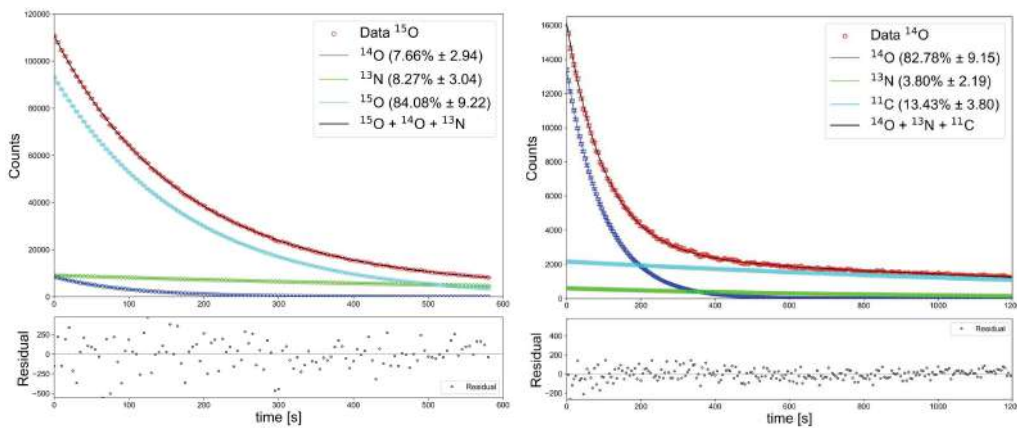 120000
100000
80000
60000
40000
20000
0
Counts
Data ¹⁵O
¹⁴O (7.66% ± 2.94)
¹³N (8.27% ± 3.04)
¹⁵O (84.08% ± 9.22)
¹⁵O + ¹⁴O + ¹³N
0 100 200 300 400 500 600
Residual
250
0
−250
−500
Residual
0 100 200 300 400 500 600
time [s]
16000
14000
12000
10000
8000
6000
4000
2000
0
Counts
Data ¹⁴O
¹⁴O (82.78% ± 9.15)
¹³N (3.80% ± 2.19)
¹¹C (13.43% ± 3.80)
¹⁴O + ¹³N + ¹¹C
0 200 400 600 800 1000 120
Residual
400
200
0
−200
Residual
0 200 400 600 800 1000 120
time [s]